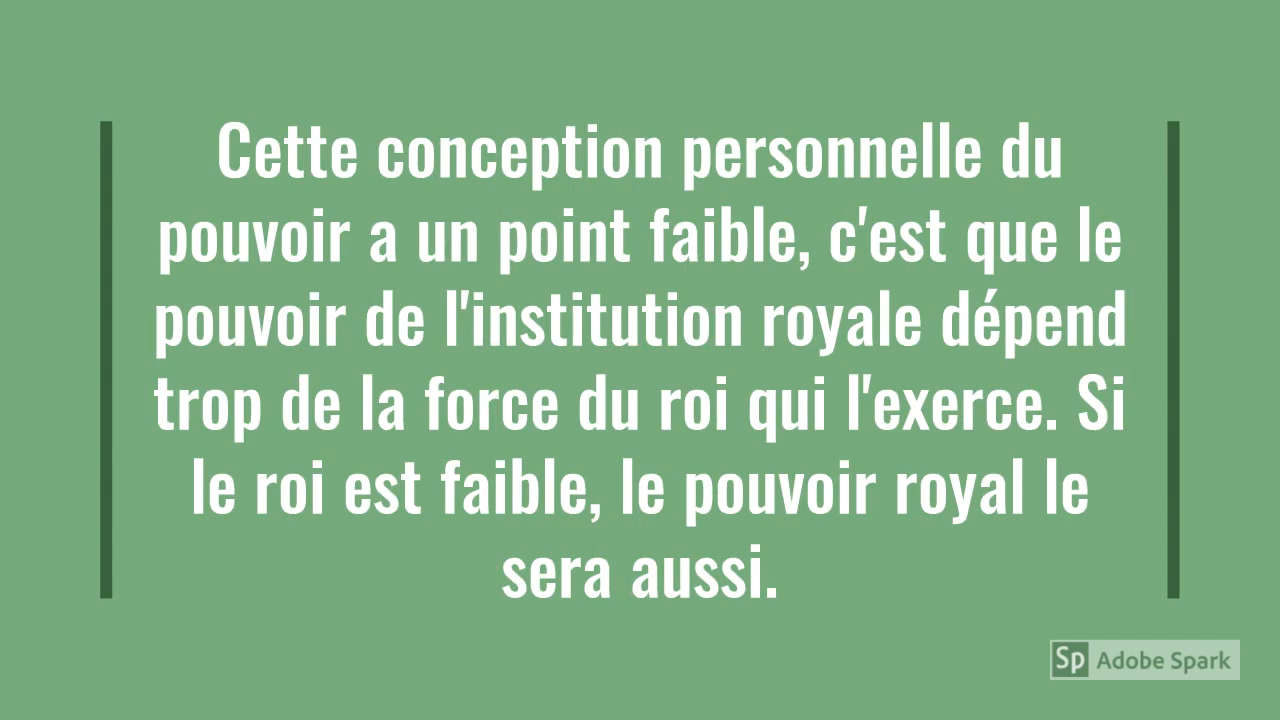 Cette conception personnelle du
pouvoir a un point faible, c'est que le
pouvoir de l'institution royale dépend
trop de la force du roi qui l'exerce. Si
le roi est faible, le pouvoir royal le
sera aussi.
Sp Adobe Spark